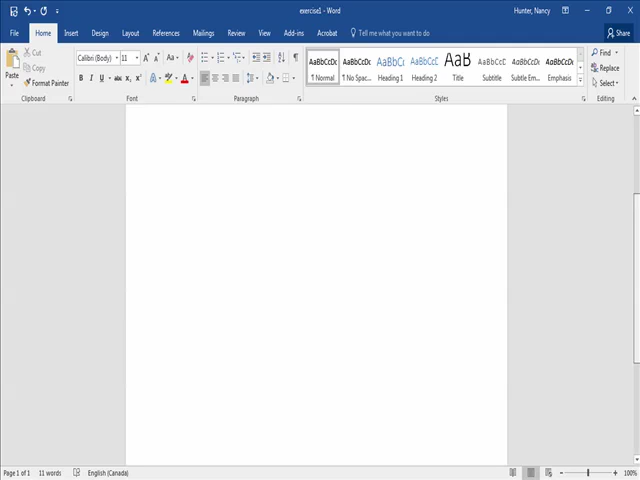 exercise1 - Word
Hunter, Nancy
File Home Insert Design Layout References Mailings Review View Add-ins Acrobat Tell me what you want to do Share
Paste
Cut
Copy
Format Painter
Clipboard
Calibri (Body) 11
Font
Paragraph
AaBbCcDc AaBbCcDc AaBbCc AaBbCcC AaB AaBbCcD AaBbCcD AaBbCcD
¶ Normal ¶ No Spac... Heading 1 Heading 2 Title Subtitle Subtle Em... Emphasis
Styles
Find
Replace
Select
Editing
Page 1 of 1 11 words English (Canada) 100%